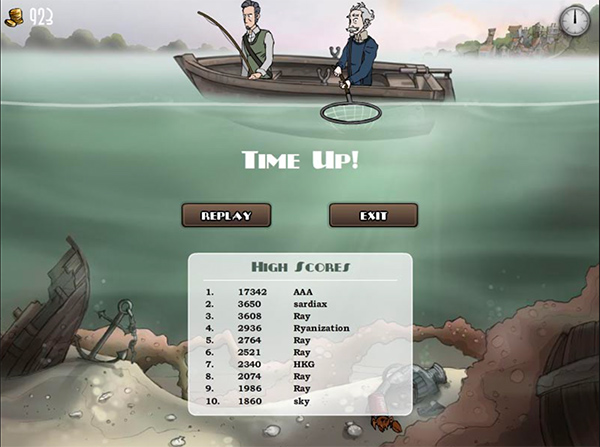 923
Time Up!
REPLAY EXIT
High Scores
1. 17342 AAA
2. 3650 sardiax
3. 3608 Ray
4. 2936 Ryanization
5. 2764 Ray
6. 2521 Ray
7. 2340 HKG
8. 2074 Ray
9. 1986 Ray
10. 1860 sky